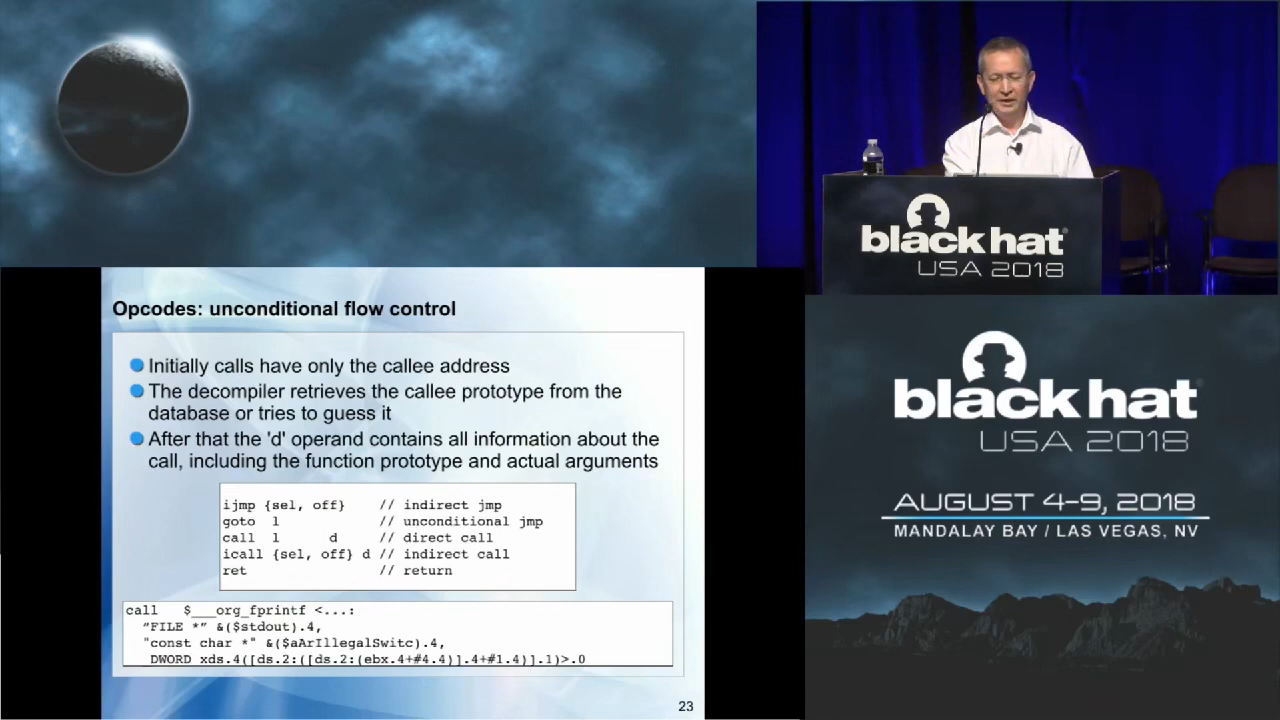 black hat
USA 2018
Opcodes: unconditional flow control
Initially calls have only the callee address
The decompiler retrieves the callee prototype from the
database or tries to guess it
After that the 'd' operand contains all information about the
call, including the function prototype and actual arguments
ijmp {sel, off} // indirect jmp
goto l // unconditional jmp
call l d // direct call
icall {sel, off} d // indirect call
ret // return
call $___org_fprintf <...:
"FILE *" &($stdout).4,
"const char *" &($aArIllegalSwitc).4,
_DWORD xds.4([ds.2:([ds.2:(ebx.4+#4.4)].4+#1.4)].1)>.0
23
black hat
USA 2018
AUGUST 4-9, 2018
MANDALAY BAY / LAS VEGAS, NV